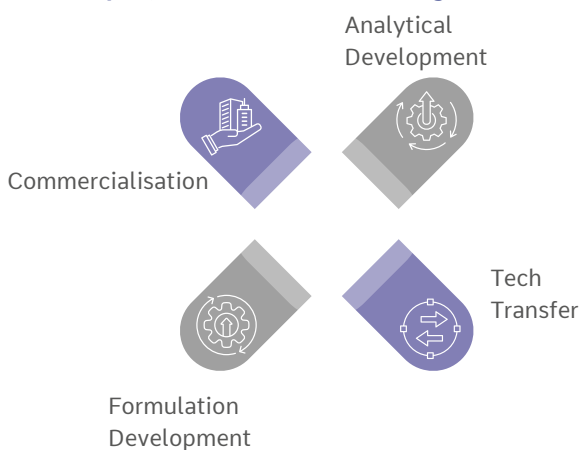 Analytical
Development
Commercialisation
Tech
Transfer
Formulation
Development